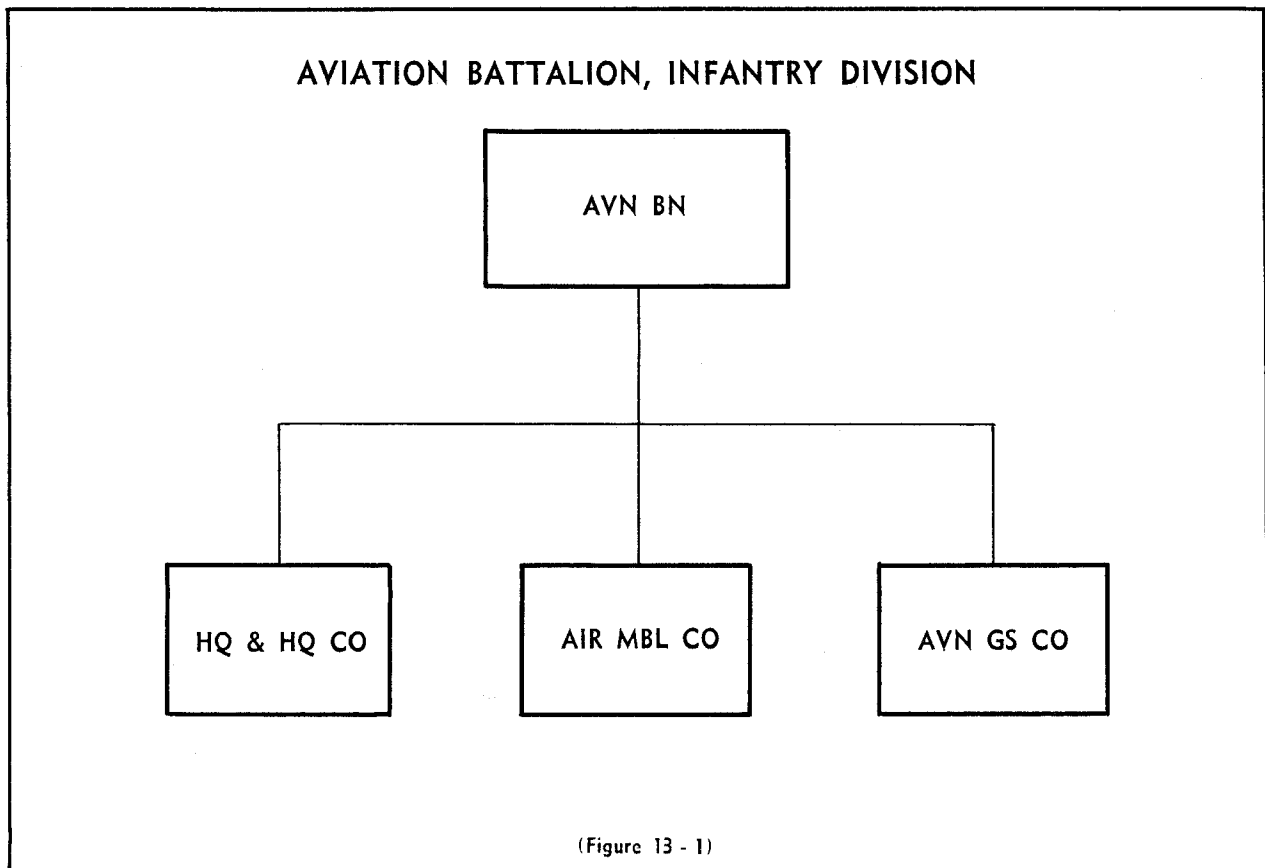 AVIATION BATTALION, INFANTRY DIVISION
AVN BN
HQ & HQ CO
AIR MBL CO
AVN GS CO
(Figure 13 - 1)